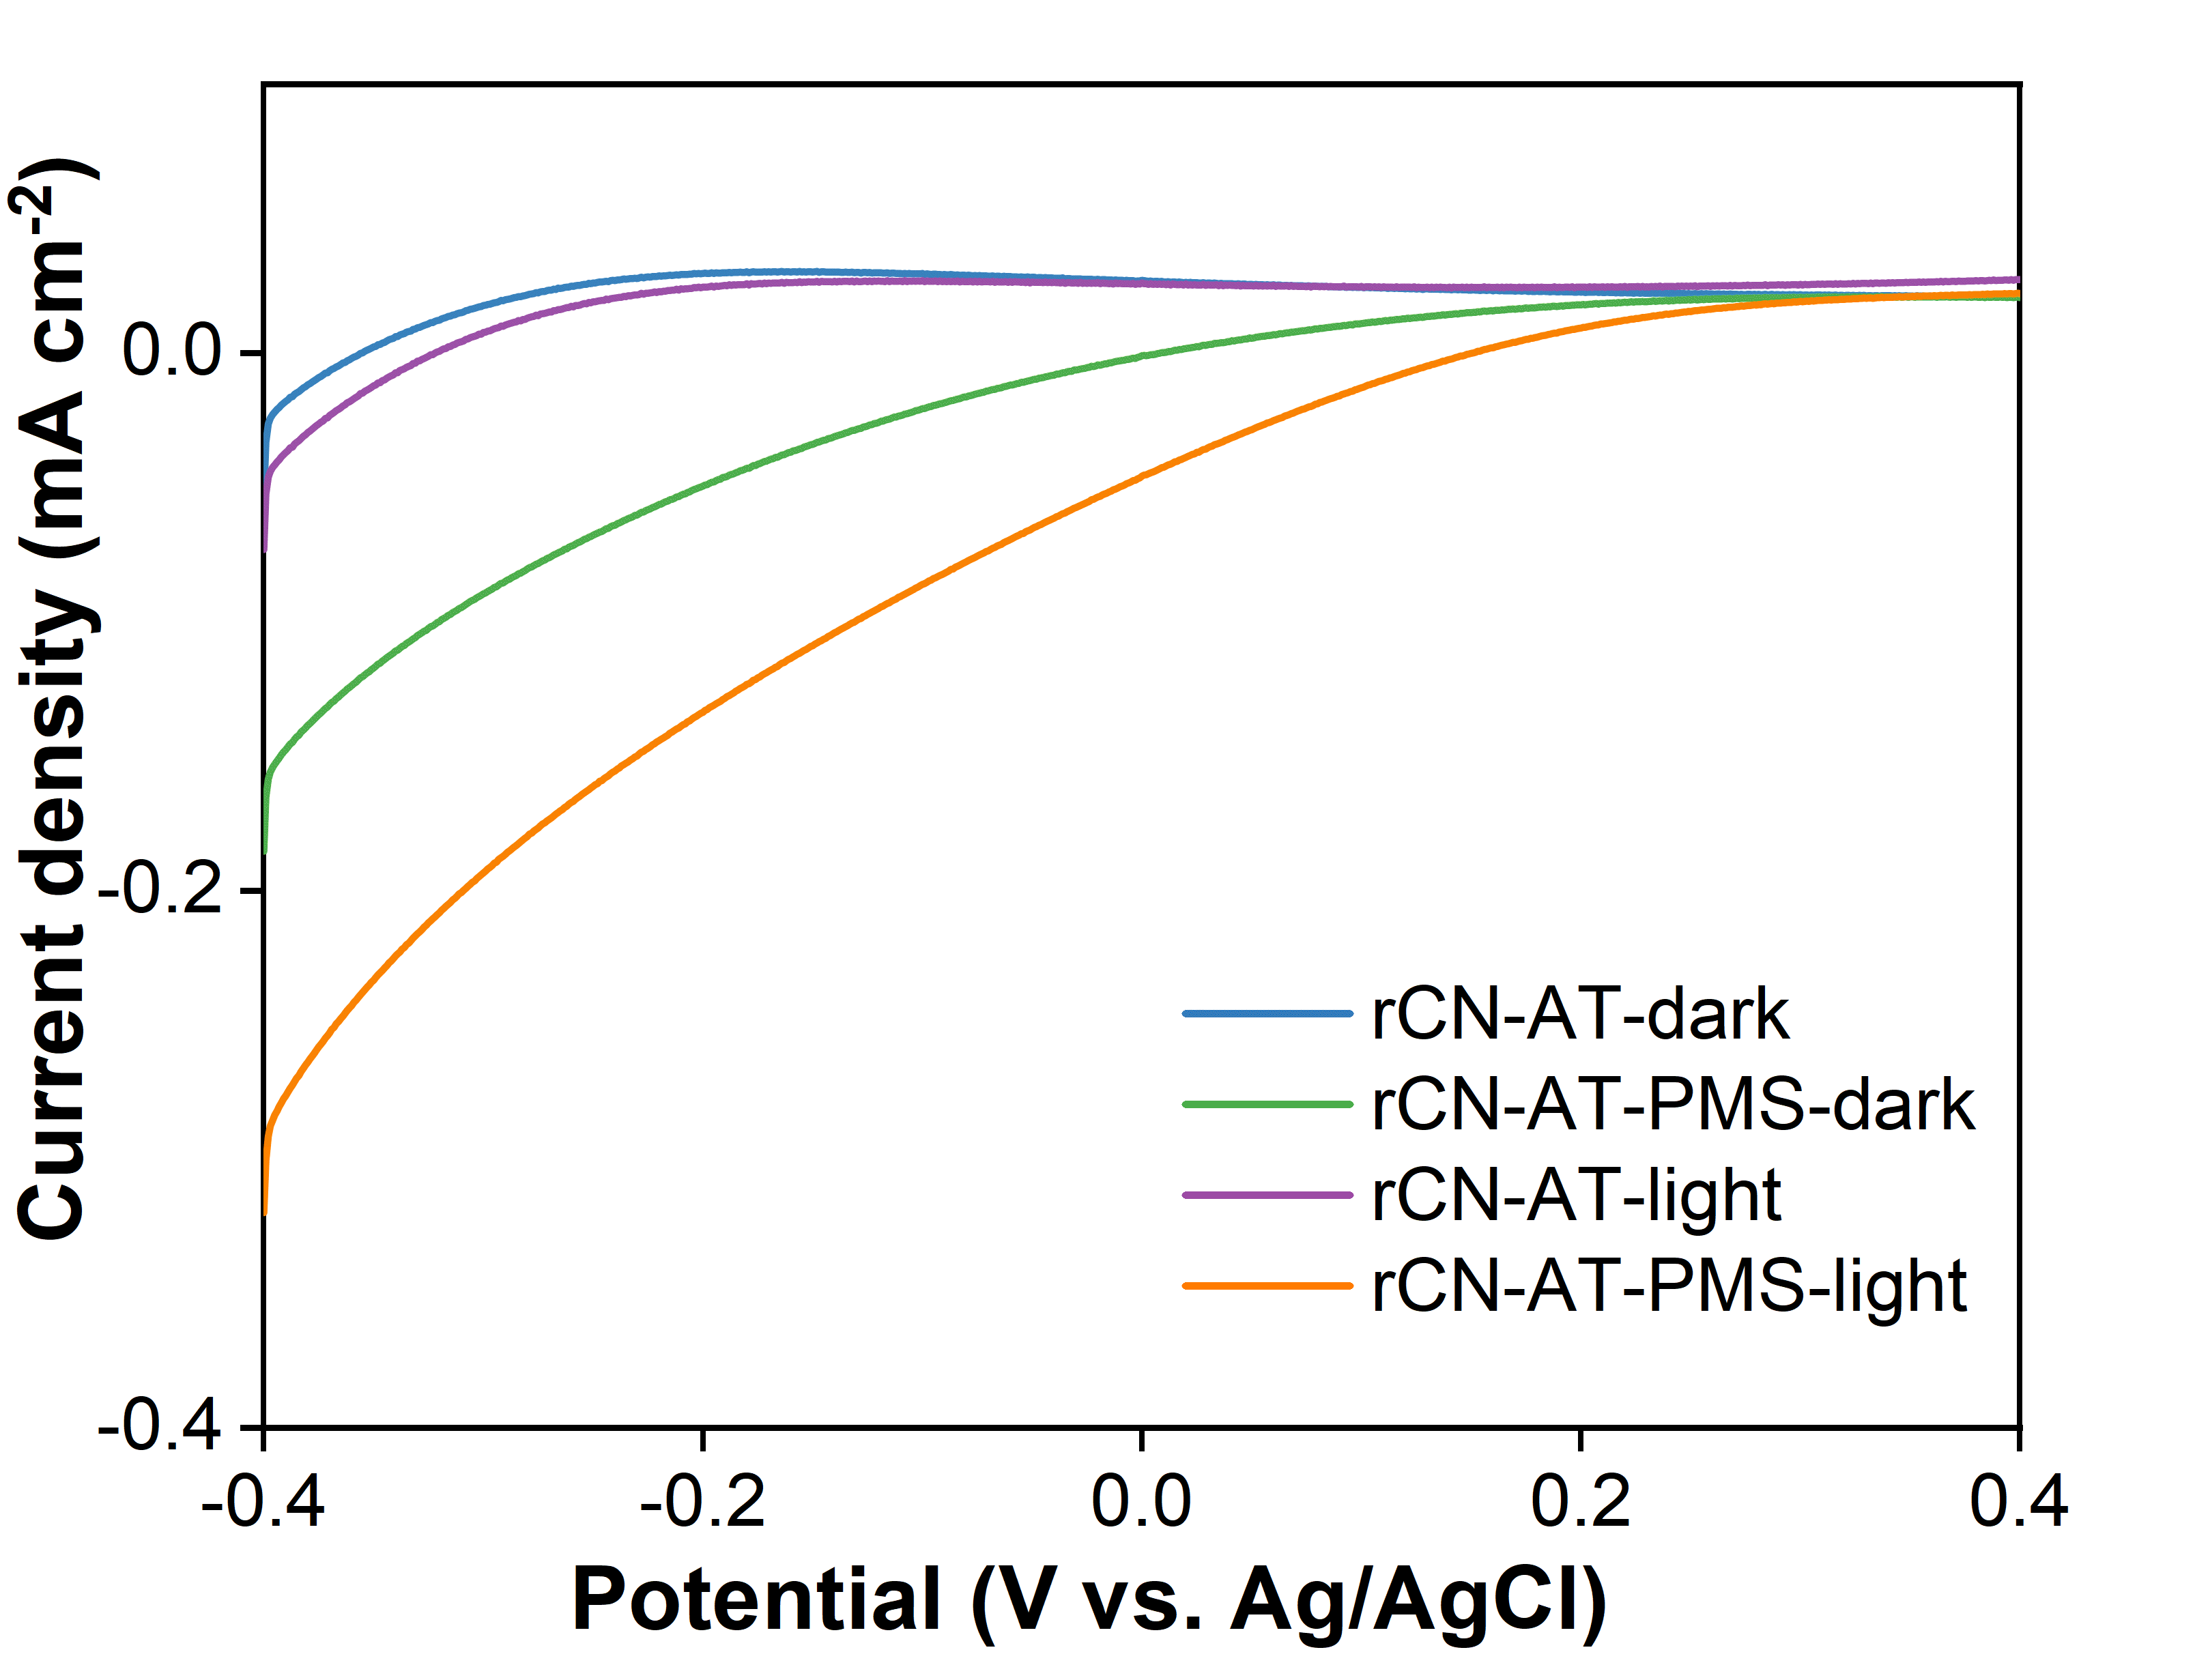 Current density (mA cm-2)
0.0
-0.2
-0.4
-0.4
-0.2
0.0
0.2
0.4
Potential (V vs. Ag/AgCl)
rCN-AT-dark
rCN-AT-PMS-dark
rCN-AT-light
rCN-AT-PMS-light